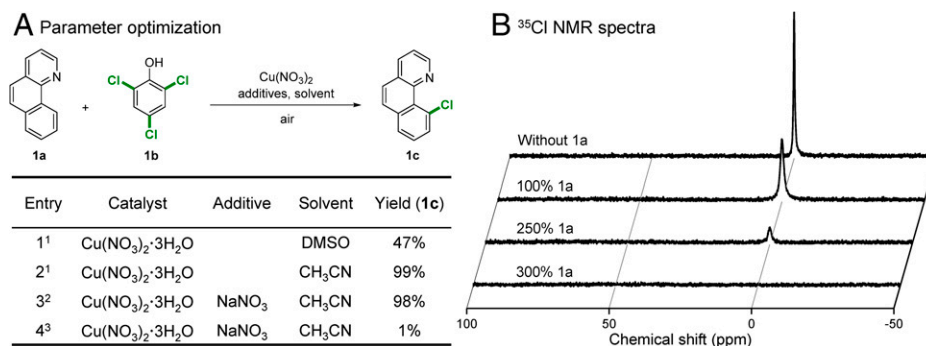 A Parameter optimization
N
1a
+
OH
Cl
Cl
Cl
1b
Cu(NO₃)₂
additives, solvent
air
N
Cl
1c
Entry Catalyst Additive Solvent Yield (1c)
1¹ Cu(NO₃)₂·3H₂O DMSO 47%
2¹ Cu(NO₃)₂·3H₂O CH₃CN 99%
3² Cu(NO₃)₂·3H₂O NaNO₃ CH₃CN 98%
4³ Cu(NO₃)₂·3H₂O NaNO₃ CH₃CN 1%
B ³⁵Cl NMR spectra
Without 1a
100% 1a
250% 1a
300% 1a
100 50 0 -50
Chemical shift (ppm)